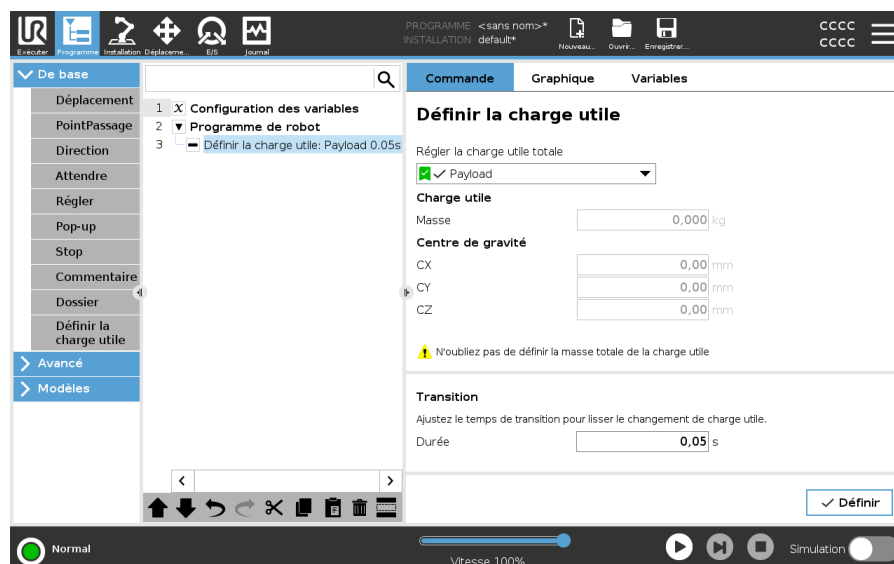 PROGRAMME <sans nom>*
INSTALLATION default*
Exécuter Programme Installation Déplaceme... E/S Journal
Nouveau... Ouvrir... Enregistrer...
cccc
cccc
De base
Déplacement
PointPassage
Direction
Attendre
Régler
Pop-up
Stop
Commentaire
Dossier
Définir la
charge utile
Avancé
Modèles
1 X Configuration des variables
2 Programme de robot
3 Définir la charge utile: Payload 0.05s
Commande Graphique Variables
Définir la charge utile
Régler la charge utile totale
Payload
Charge utile
Masse 0,000 kg
Centre de gravité
CX 0,00 mm
CY 0,00 mm
CZ 0,00 mm
N'oubliez pas de définir la masse totale de la charge utile
Transition
Ajustez le temps de transition pour lisser le changement de charge utile.
Durée 0,05 s
Définir
Normal
Vitesse 100%
Simulation